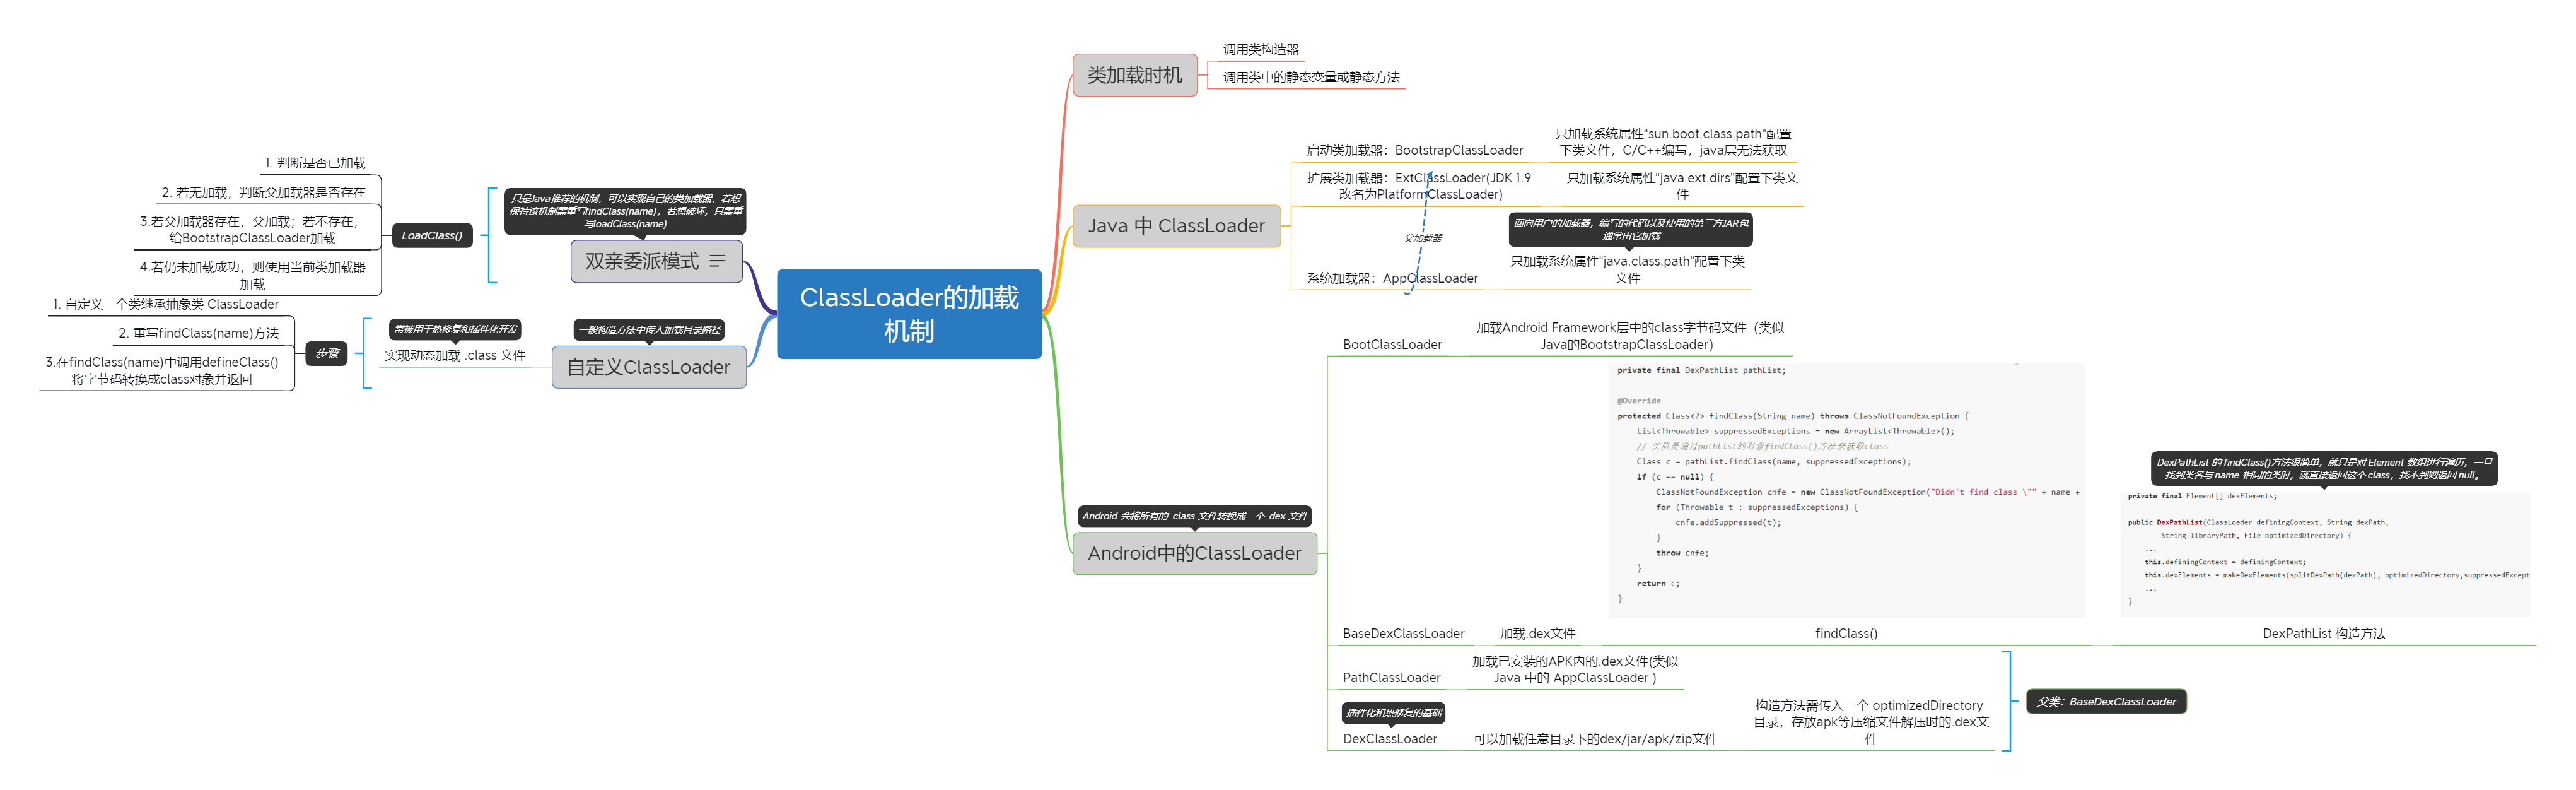 ClassLoader的加载
机制
类加载时机
调用类构造器
调用类中的静态变量或静态方法
Java 中 ClassLoader
启动类加载器：BootstrapClassLoader
只加载系统属性"sun.boot.class.path"配置
下类文件，C/C++编写，java层无法获取
扩展类加载器：ExtClassLoader(JDK 1.9
改名为PlatformClassLoader)
只加载系统属性"java.ext.dirs"配置下类文
件
父加载器
面向用户的加载器，编写的代码以及使用的第三方JAR包
通常由它加载
系统加载器：AppClassLoader
只加载系统属性"java.class.path"配置下类
文件
Android 会将所有的 .class 文件转换成一个 .dex 文件
Android中的ClassLoader
BootClassLoader
加载Android Framework层中的class字节码文件（类似
Java的BootstrapClassLoader)
private final DexPathList pathList;
@Override
protected Class<?> findClass(String name) throws ClassNotFoundException {
List<Throwable> suppressedExceptions = new ArrayList<Throwable>();
// 实质是通过pathList的对象findClass()方法来获取class
Class c = pathList.findClass(name, suppressedExceptions);
if (c == null) {
ClassNotFoundException cnfe = new ClassNotFoundException("Didn't find class \"" + name +
for (Throwable t : suppressedExceptions) {
cnfe.addSuppressed(t);
}
throw cnfe;
}
return c;
}
DexPathList 的 findClass()方法很简单，就只是对 Element 数组进行遍历，一旦
找到类名与 name 相同的类时，就直接返回这个 class，找不到则返回 null。
private final Element[] dexElements;
public DexPathList(ClassLoader definingContext, String dexPath,
String libraryPath, File optimizedDirectory) {
...
this.definingContext = definingContext;
this.dexElements = makeDexElements(splitDexPath(dexPath), optimizedDirectory,suppressedExcept
...
}
BaseDexClassLoader
加载.dex文件
findClass()
DexPathList 构造方法
PathClassLoader
加载已安装的APK内的.dex文件(类似
Java 中的 AppClassLoader )
插件化和热修复的基础
DexClassLoader
可以加载任意目录下的dex/jar/apk/zip文件
构造方法需传入一个 optimizedDirectory
目录，存放apk等压缩文件解压时的.dex文
件
父类：BaseDexClassLoader
只是Java推荐的机制，可以实现自己的类加载器，若想
保持该机制需重写findClass(name)，若想破坏，只需重
写loadClass(name)
双亲委派模式
LoadClass()
1. 判断是否已加载
2. 若无加载，判断父加载器是否存在
3.若父加载器存在，父加载；若不存在，
给BootstrapClassLoader加载
4.若仍未加载成功，则使用当前类加载器
加载
一般构造方法中传入加载目录路径
自定义ClassLoader
常被用于热修复和插件化开发
实现动态加载 .class 文件
步骤
1. 自定义一个类继承抽象类 ClassLoader
2. 重写findClass(name)方法
3.在findClass(name)中调用defineClass()
将字节码转换成class对象并返回